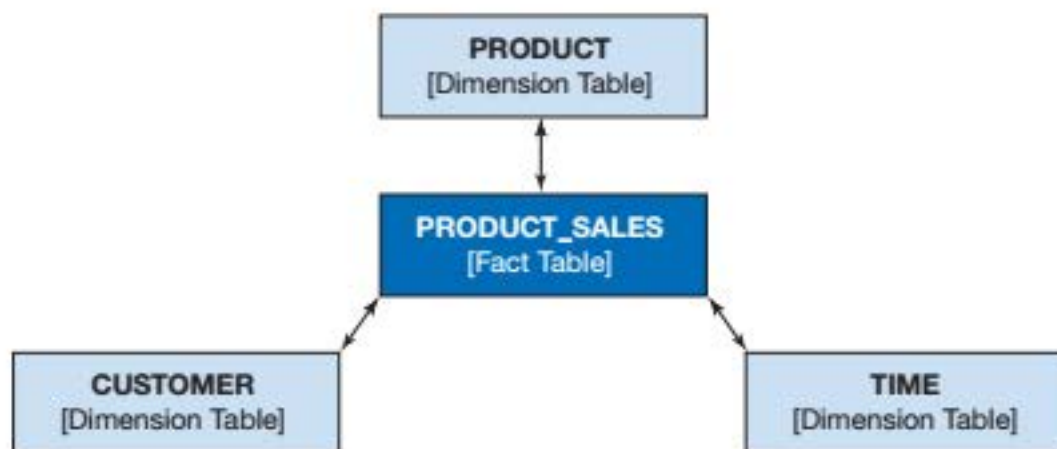 PRODUCT
[Dimension Table]
PRODUCT_SALES
[Fact Table]
CUSTOMER
[Dimension Table]
TIME
[Dimension Table]